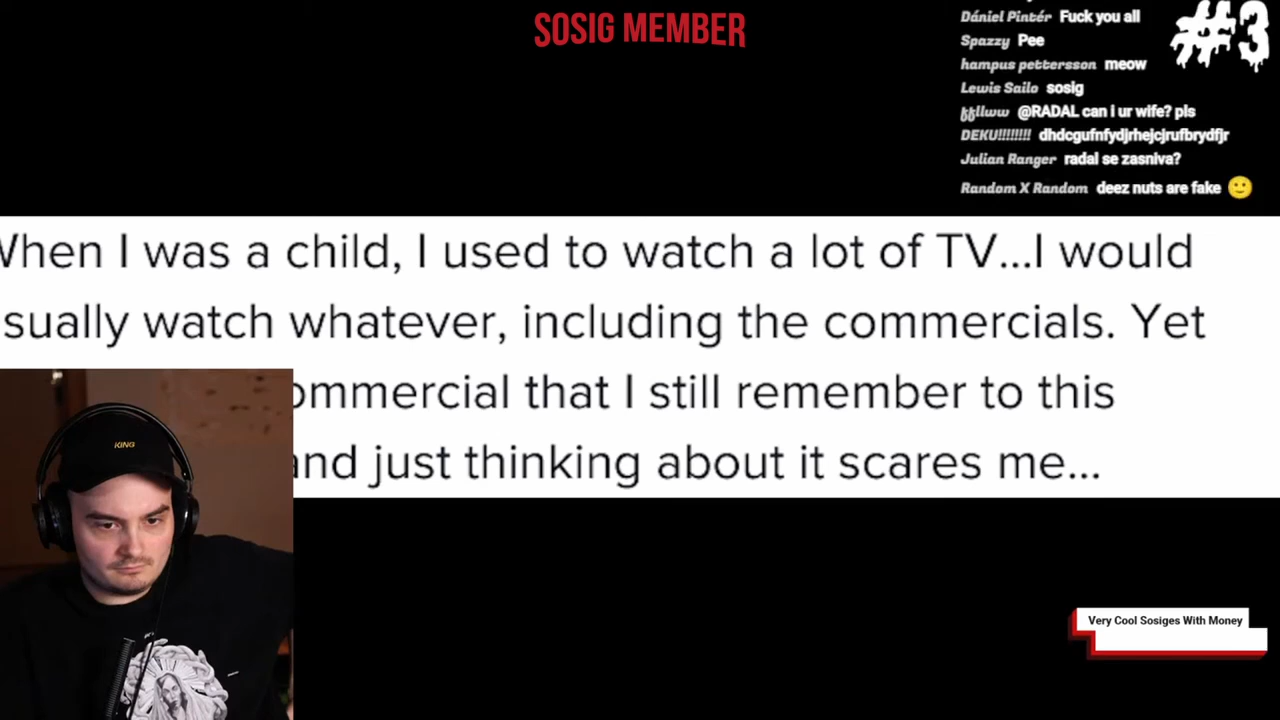 SOSIG MEMBER
#3
Dániel Pintér Fuck you all
Spazzy Pee
hampus pettersson meow
Lewis Sailo sosig
ffllww @RADAL can i ur wife? pls
DEKU!!!!!!!! dhdcgufnfydjrhejcjrufbrydfjr
Julian Ranger radal se zasniva?
Random X Random deez nuts are fake 🙂
When I was a child, I used to watch a lot of TV...I would
sually watch whatever, including the commercials. Yet
ommercial that I still remember to this
and just thinking about it scares me...
KING
Very Cool Sosiges With Money